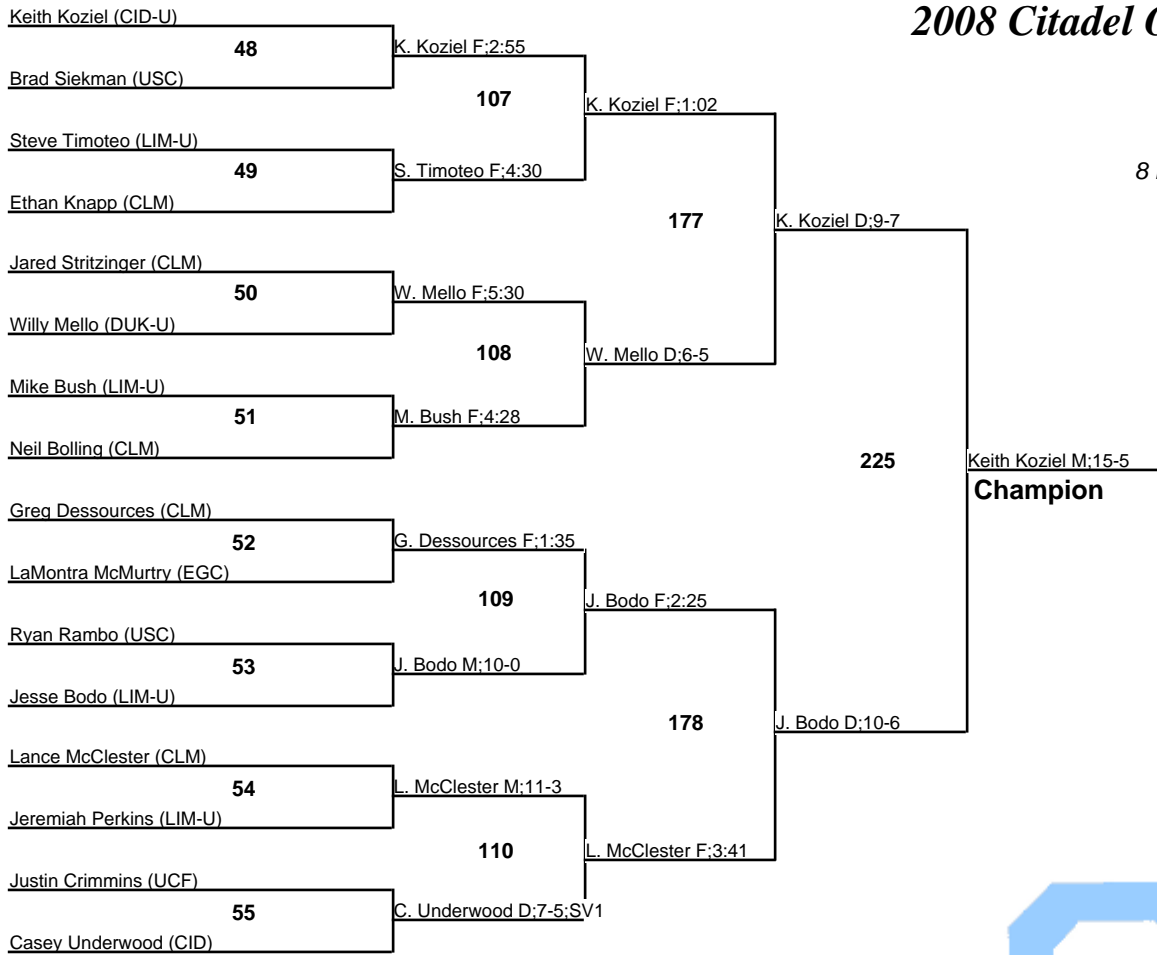 Keith Koziel (CID-U)
2008 Citadel
48
K. Koziel F;2:55
Brad Siekman (USC)
107
K. Koziel F;1:02
Steve Timoteo (LIM-U)
49
S. Timoteo F;4:30
8
Ethan Knapp (CLM)
177
K. Koziel D;9-7
Jared Stritzinger (CLM)
50
W. Mello F;5:30
Willy Mello (DUK-U)
108
W. Mello D;6-5
Mike Bush (LIM-U)
51
M. Bush F;4:28
Neil Bolling (CLM)
225
Keith Koziel M;15-5
Champion
Greg Dessources (CLM)
52
G. Dessources F;1:35
LaMontra McMurtry (EGC)
109
J. Bodo F;2:25
Ryan Rambo (USC)
53
J. Bodo M;10-0
Jesse Bodo (LIM-U)
178
J. Bodo D;10-6
Lance McClester (CLM)
54
L. McClester M;11-3
Jeremiah Perkins (LIM-U)
110
L. McClester F;3:41
Justin Crimmins (UCF)
55
C. Underwood D;7-5;SV1
Casey Underwood (CID)